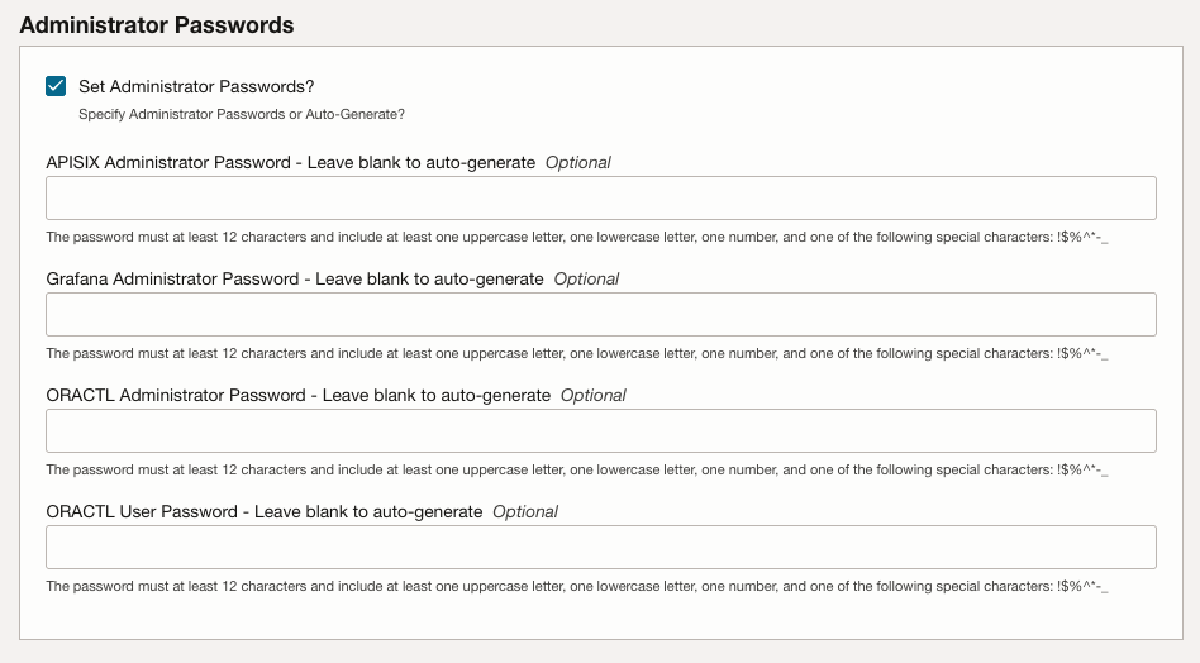 Administrator Passwords
Set Administrator Passwords?
Specify Administrator Passwords or Auto-Generate?
APISIX Administrator Password - Leave blank to auto-generate Optional
The password must at least 12 characters and include at least one uppercase letter, one lowercase letter, one number, and one of the following special characters: !$%^*-_
Grafana Administrator Password - Leave blank to auto-generate Optional
The password must at least 12 characters and include at least one uppercase letter, one lowercase letter, one number, and one of the following special characters: !$%^*-_
ORACTL Administrator Password - Leave blank to auto-generate Optional
The password must at least 12 characters and include at least one uppercase letter, one lowercase letter, one number, and one of the following special characters: !$%^*-_
ORACTL User Password - Leave blank to auto-generate Optional
The password must at least 12 characters and include at least one uppercase letter, one lowercase letter, one number, and one of the following special characters: !$%^*-_